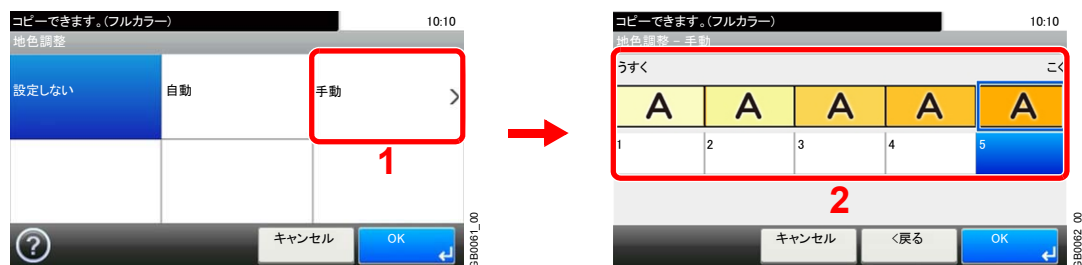 コピーできます。(フルカラー)
10:10
地色調整
設定しない
自動
手動
>
1
?
キャンセル
OK
GB0061_00
コピーできます。(フルカラー)
10:10
地色調整 - 手動
うすく
こく
A A A A A
1 2 3 4 5
2
キャンセル
<戻る
OK
GB0062_00